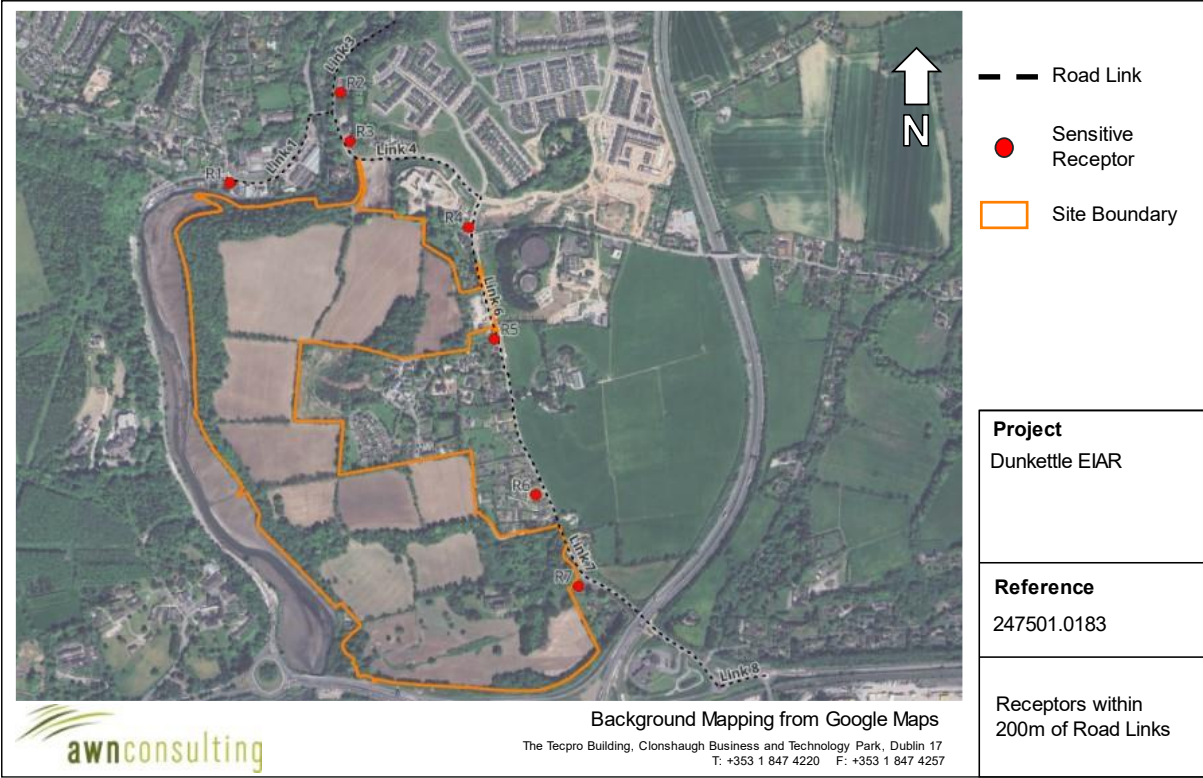 Link 3
R2
R3
Link 1
Link 4
R1
R4
Link 6
R5
R6
Link 7
R7
Link 8
N
Road Link
Sensitive
Receptor
Site Boundary
Project
Dunkettle EIAR
Reference
247501.0183
Receptors within
200m of Road Links
awnconsulting
Background Mapping from Google Maps
The Tecpro Building, Clonshaugh Business and Technology Park, Dublin 17
T: +353 1 847 4220 F: +353 1 847 4257